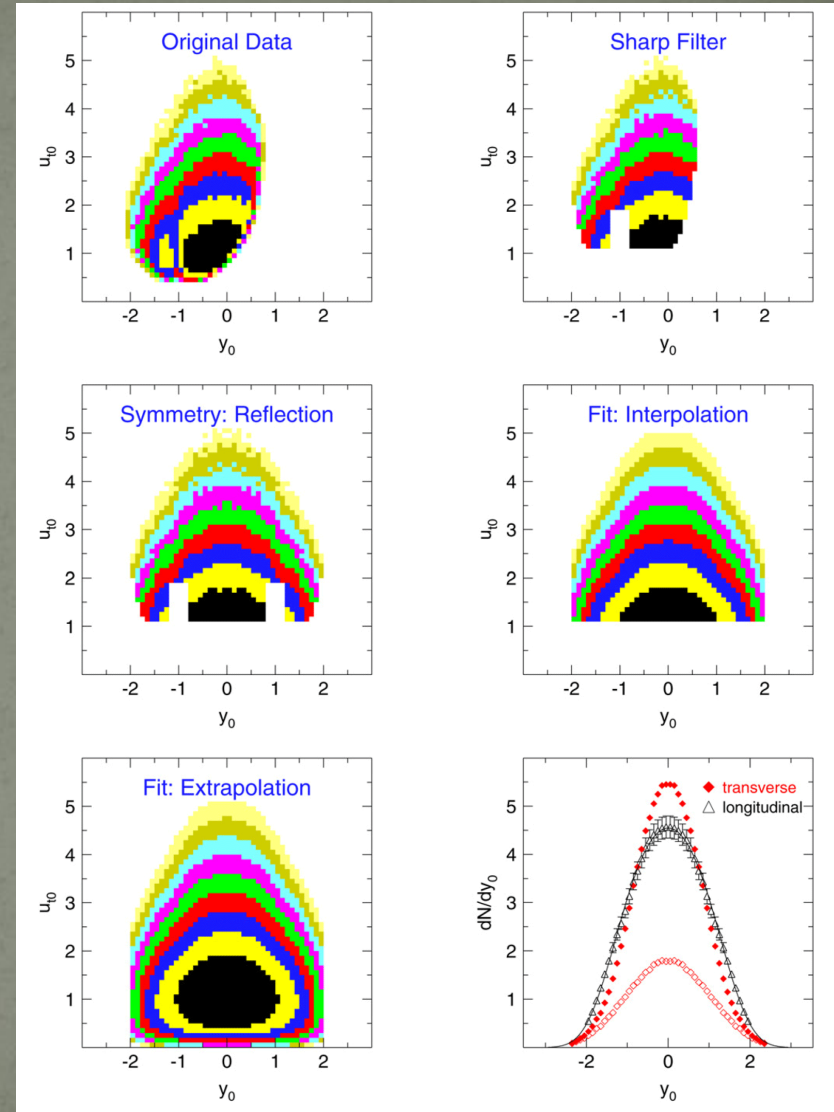 Original Data
5
4
3
2
1
u_t0
-2 -1 0 1 2
y_0
Sharp Filter
5
4
3
2
1
u_t0
-2 -1 0 1 2
y_0
Symmetry: Reflection
5
4
3
2
1
u_t0
-2 -1 0 1 2
y_0
Fit: Interpolation
5
4
3
2
1
u_t0
-2 -1 0 1 2
y_0
Fit: Extrapolation
5
4
3
2
1
u_t0
-2 -1 0 1 2
y_0
transverse
longitudinal
5
4
3
2
1
dN/dy_0
-2 0 2
y_0